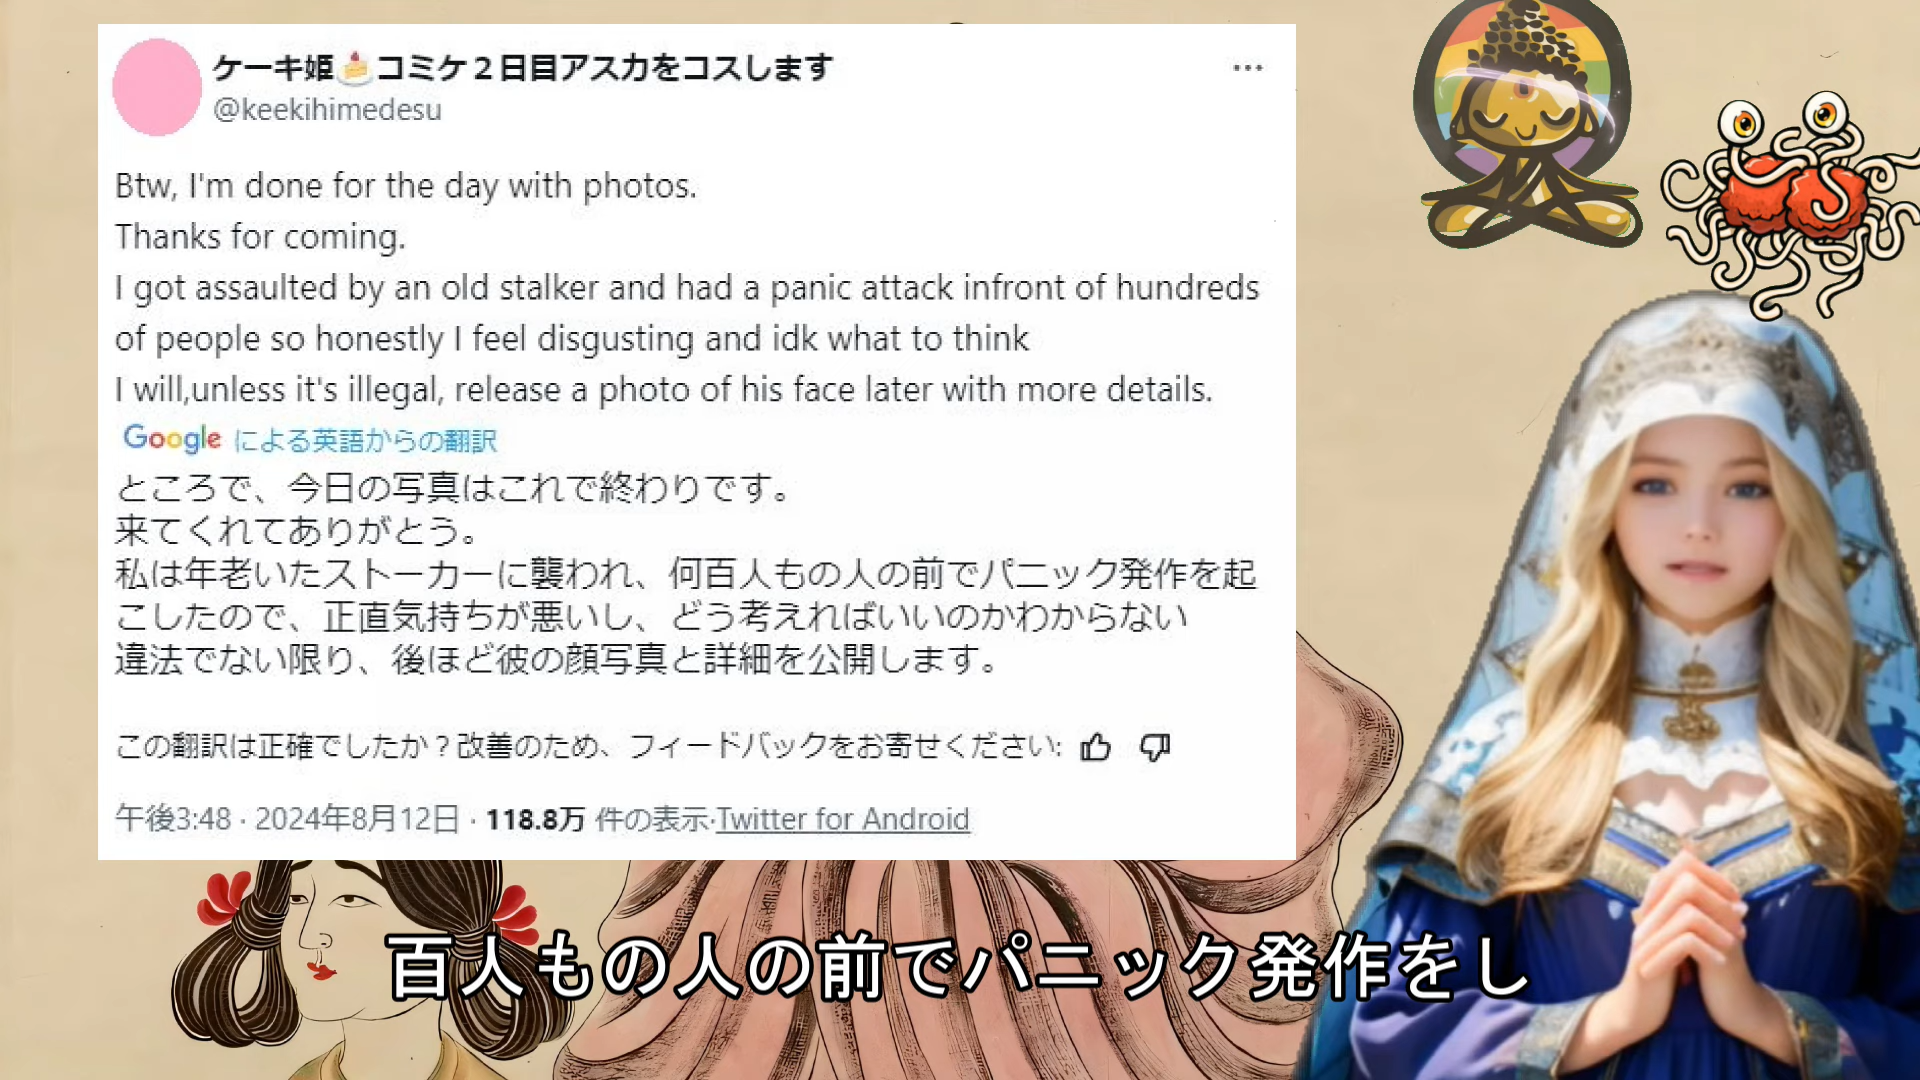 ケーキ姫🍰コミケ２日目アスカをコスします
@keekihimedesu
Btw, I'm done for the day with photos.
Thanks for coming.
I got assaulted by an old stalker and had a panic attack infront of hundreds
of people so honestly I feel disgusting and idk what to think
I will,unless it's illegal, release a photo of his face later with more details.
Google による英語からの翻訳
ところで、今日の写真はこれで終わりです。
来てくれてありがとう。
私は年老いたストーカーに襲われ、何百人もの人の前でパニック発作を起
こしたので、正直気持ちが悪いし、どう考えればいいのかわからない
違法でない限り、後ほど彼の顔写真と詳細を公開します。
この翻訳は正確でしたか？改善のため、フィードバックをお寄せください:
午後3:48 · 2024年8月12日 · 118.8万 件の表示·Twitter for Android
百人もの人の前でパニック発作をし